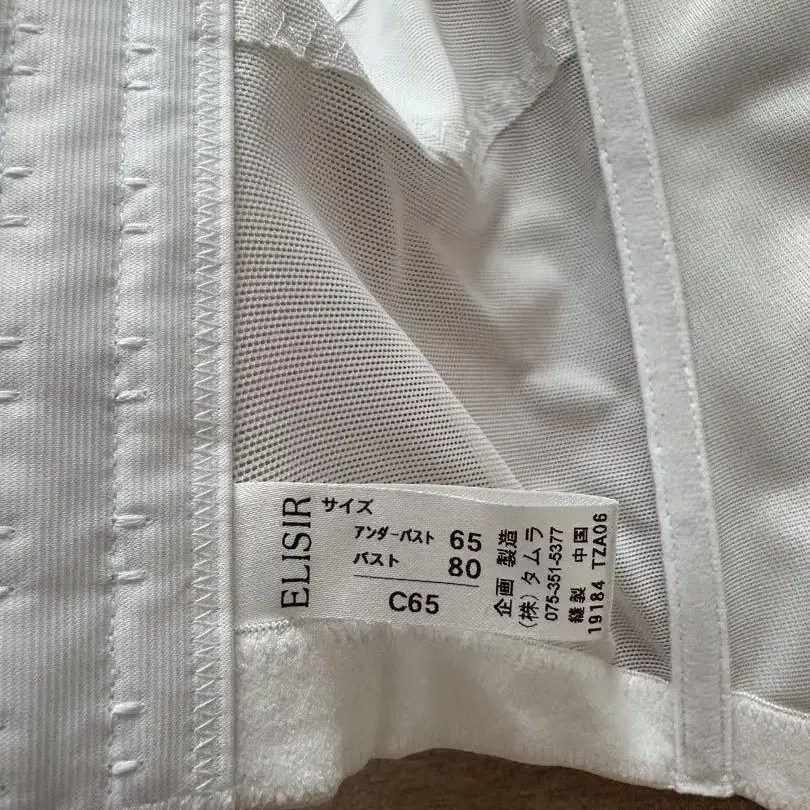 ELISIR
サイズ
アンダーバスト 65
バスト 80
C65
企画 製造
(株)タムラ
075-351-5377
縫製 中国
19184 TZA06